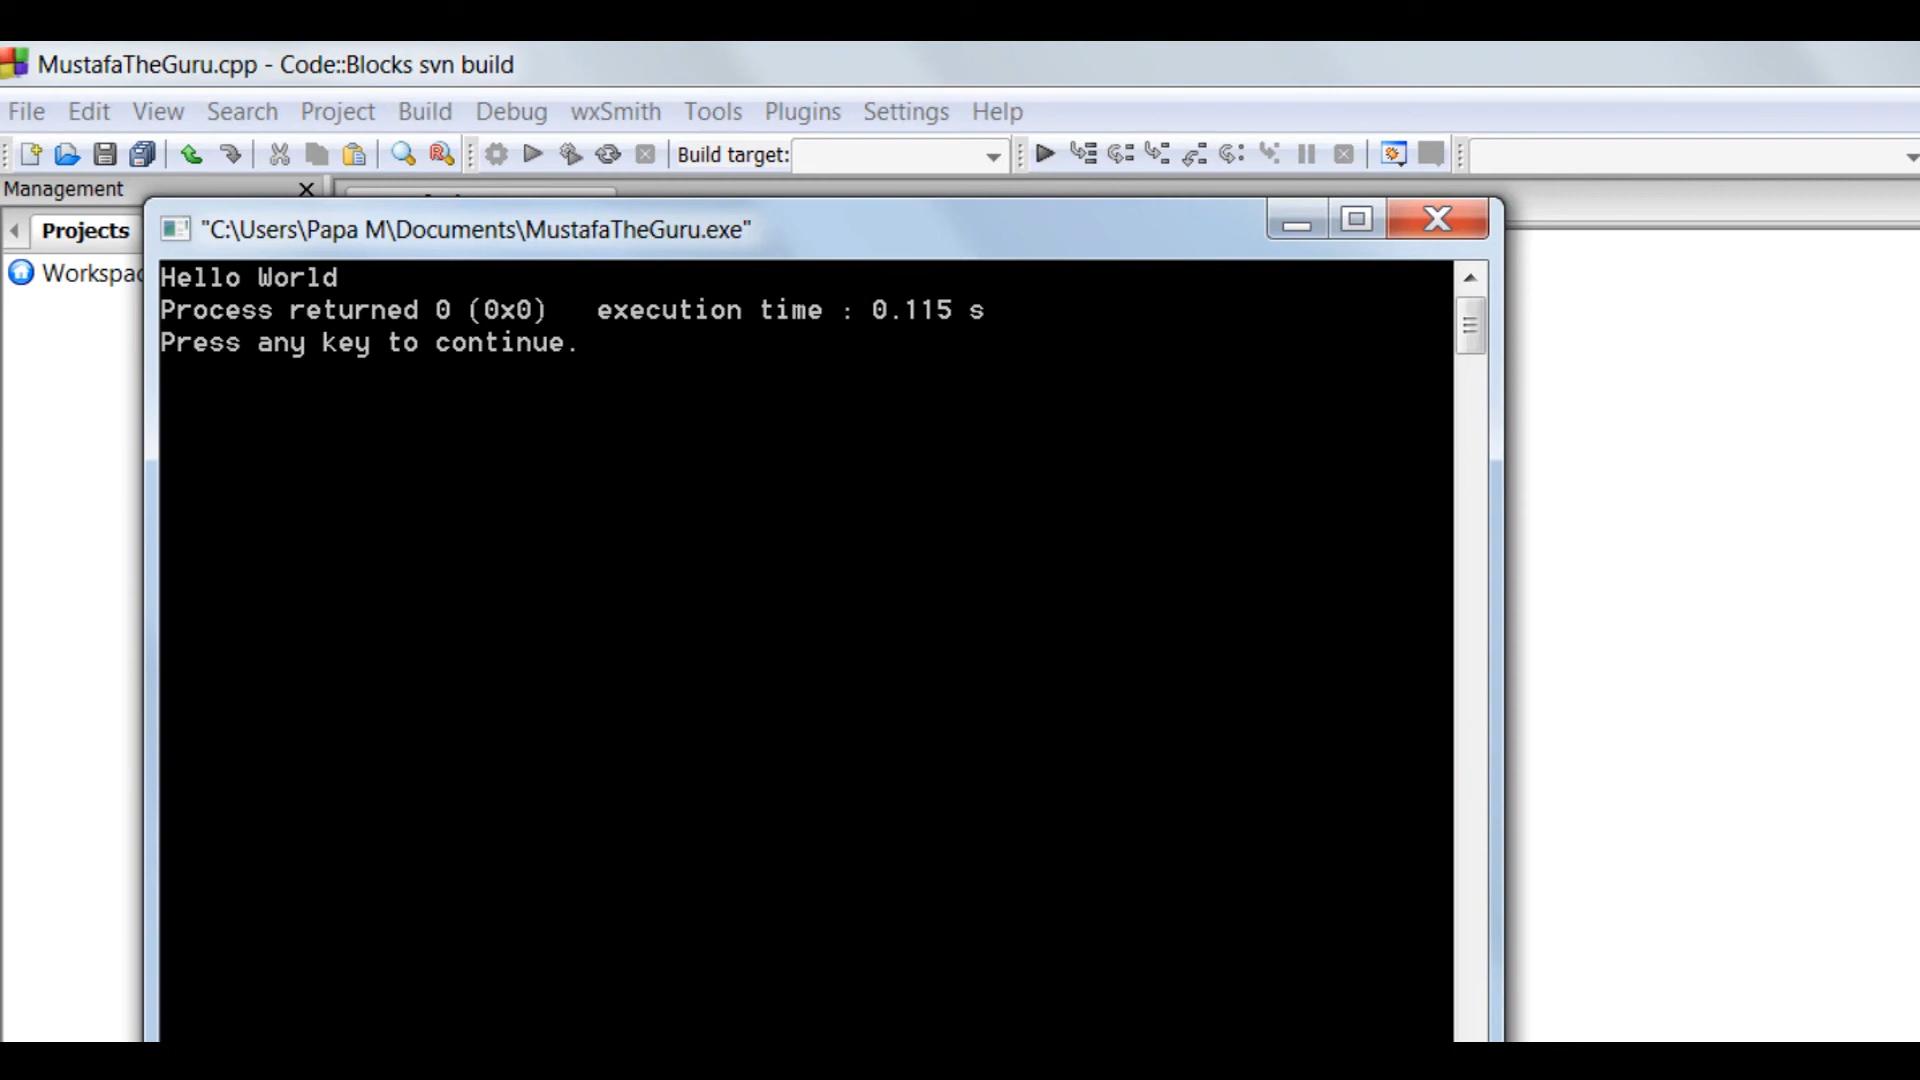 MustafaTheGuru.cpp - Code::Blocks svn build
File Edit View Search Project Build Debug wxSmith Tools Plugins Settings Help
Build target:
Management
Projects
"C:\Users\Papa M\Documents\MustafaTheGuru.exe"
Hello World
Process returned 0 (0x0)   execution time : 0.115 s
Press any key to continue.